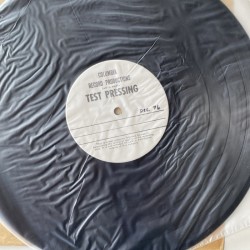 COLUMBIA
RECORD PRODUCTIONS
TEST PRESSING